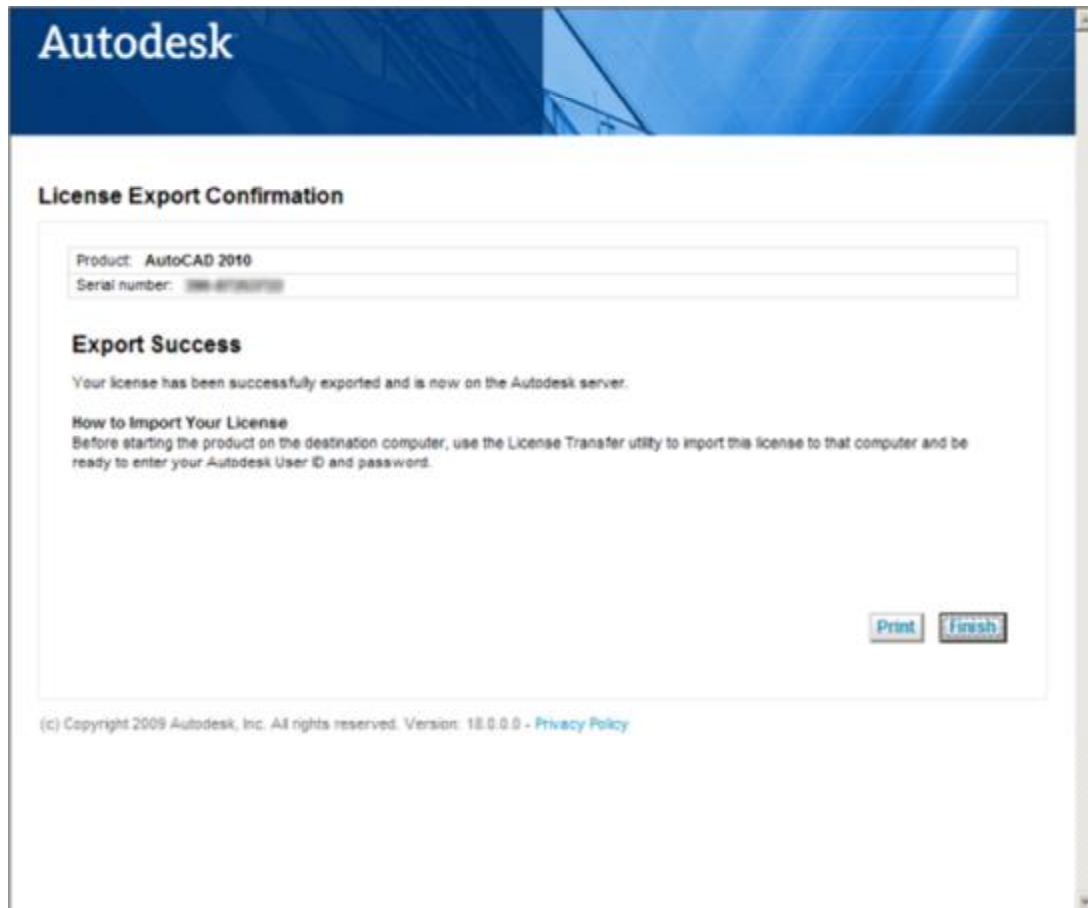 Autodesk
License Export Confirmation
Product: AutoCAD 2010
Serial number:
Export Success
Your license has been successfully exported and is now on the Autodesk server.
How to Import Your License
Before starting the product on the destination computer, use the License Transfer utility to import this license to that computer and be
ready to enter your Autodesk User ID and password.
Print Finish
(c) Copyright 2009 Autodesk, Inc. All rights reserved. Version: 18.0.0.0 - Privacy Policy